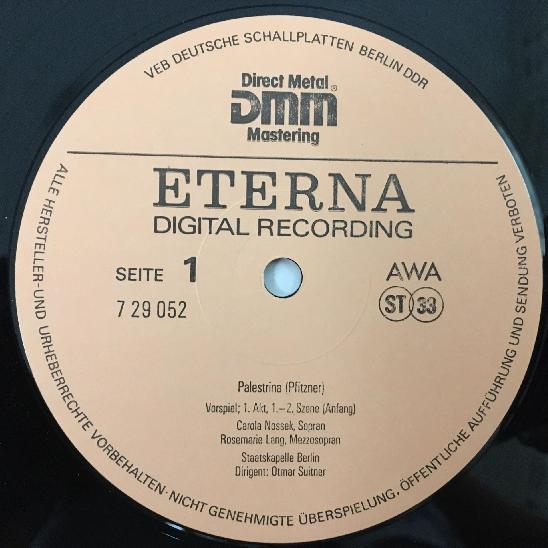 VEB DEUTSCHE SCHALLPLATTEN BERLIN DDR
Direct Metal
DMM
Mastering
ETERNA
DIGITAL RECORDING
SEITE 1
AWA
7 29 052
ST 33
Palestrina (Pfitzner)
Vorspiel; 1. Akt, 1.–2. Szene (Anfang)
Carola Nossek, Sopran
Rosemarie Lang, Mezzosopran
Staatskapelle Berlin
Dirigent: Otmar Suitner
ALLE HERSTELLER-UND URHEBERRECHTE VORBEHALTEN·NICHT GENEHMIGTE ÜBERSPIELUNG, ÖFFENTLICHE AUFFÜHRUNG UND SENDUNG VERBOTEN